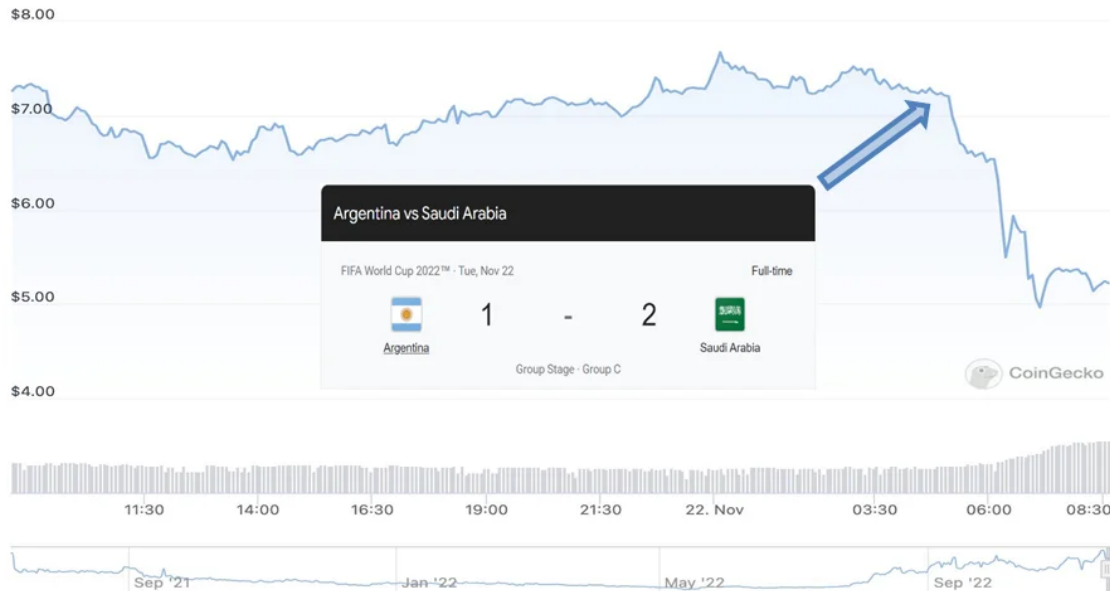 $8.00
$7.00
$6.00
$5.00
$4.00
Argentina vs Saudi Arabia
FIFA World Cup 2022™ · Tue, Nov 22
Full-time
1 - 2
Argentina
Saudi Arabia
Group Stage · Group C
CoinGecko
11:30 14:00 16:30 19:00 21:30 22. Nov 03:30 06:00 08:30
Sep '21 Jan '22 May '22 Sep '22